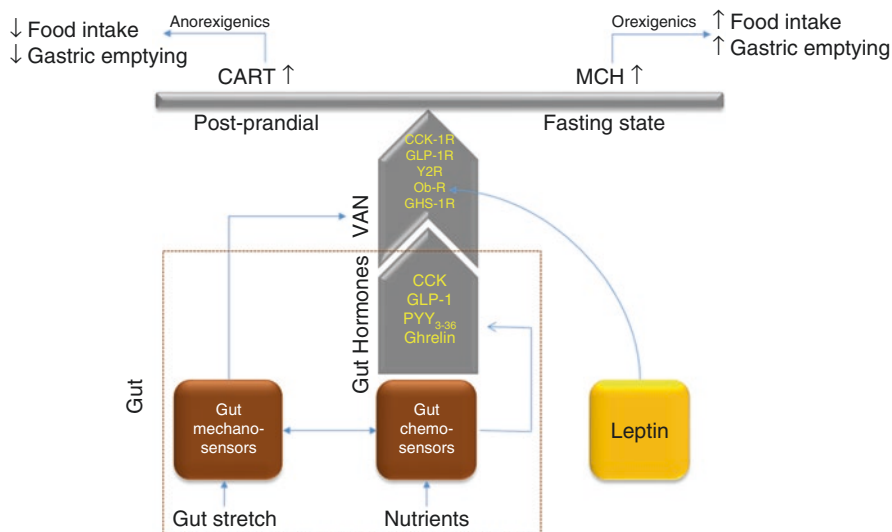 Anorexigenics
↓ Food intake
↓ Gastric emptying
CART ↑
Orexigenics
↑ Food intake
↑ Gastric emptying
MCH ↑
Post-prandial
Fasting state
CCK-1R
GLP-1R
Y2R
Ob-R
GHS-1R
VAN
Gut Hormones
CCK
GLP-1
PYY3-36
Ghrelin
Gut
Gut
mechano-
sensors
Gut
chemo-
sensors
Leptin
Gut stretch
Nutrients